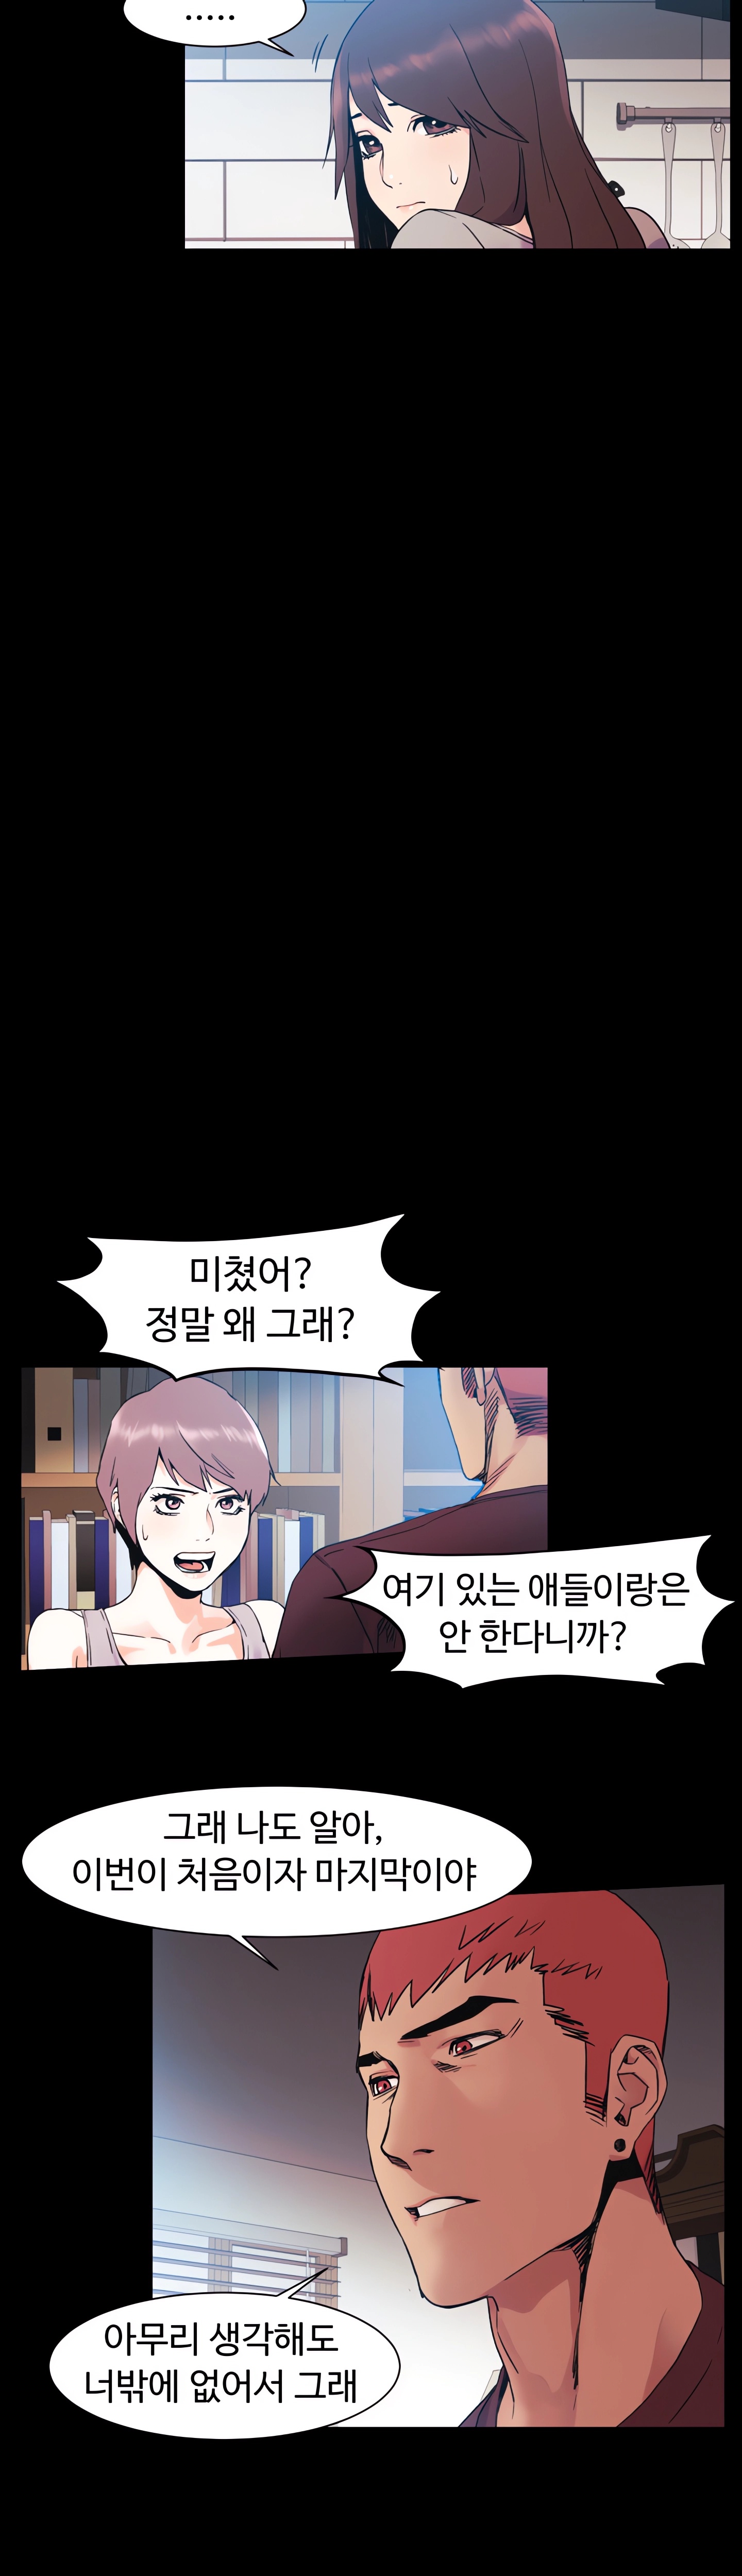 .....
미쳤어?
정말 왜 그래?
여기 있는 애들이랑은
안 한다니까?
그래 나도 알아,
이번이 처음이자 마지막이야
아무리 생각해도
너밖에 없어서 그래